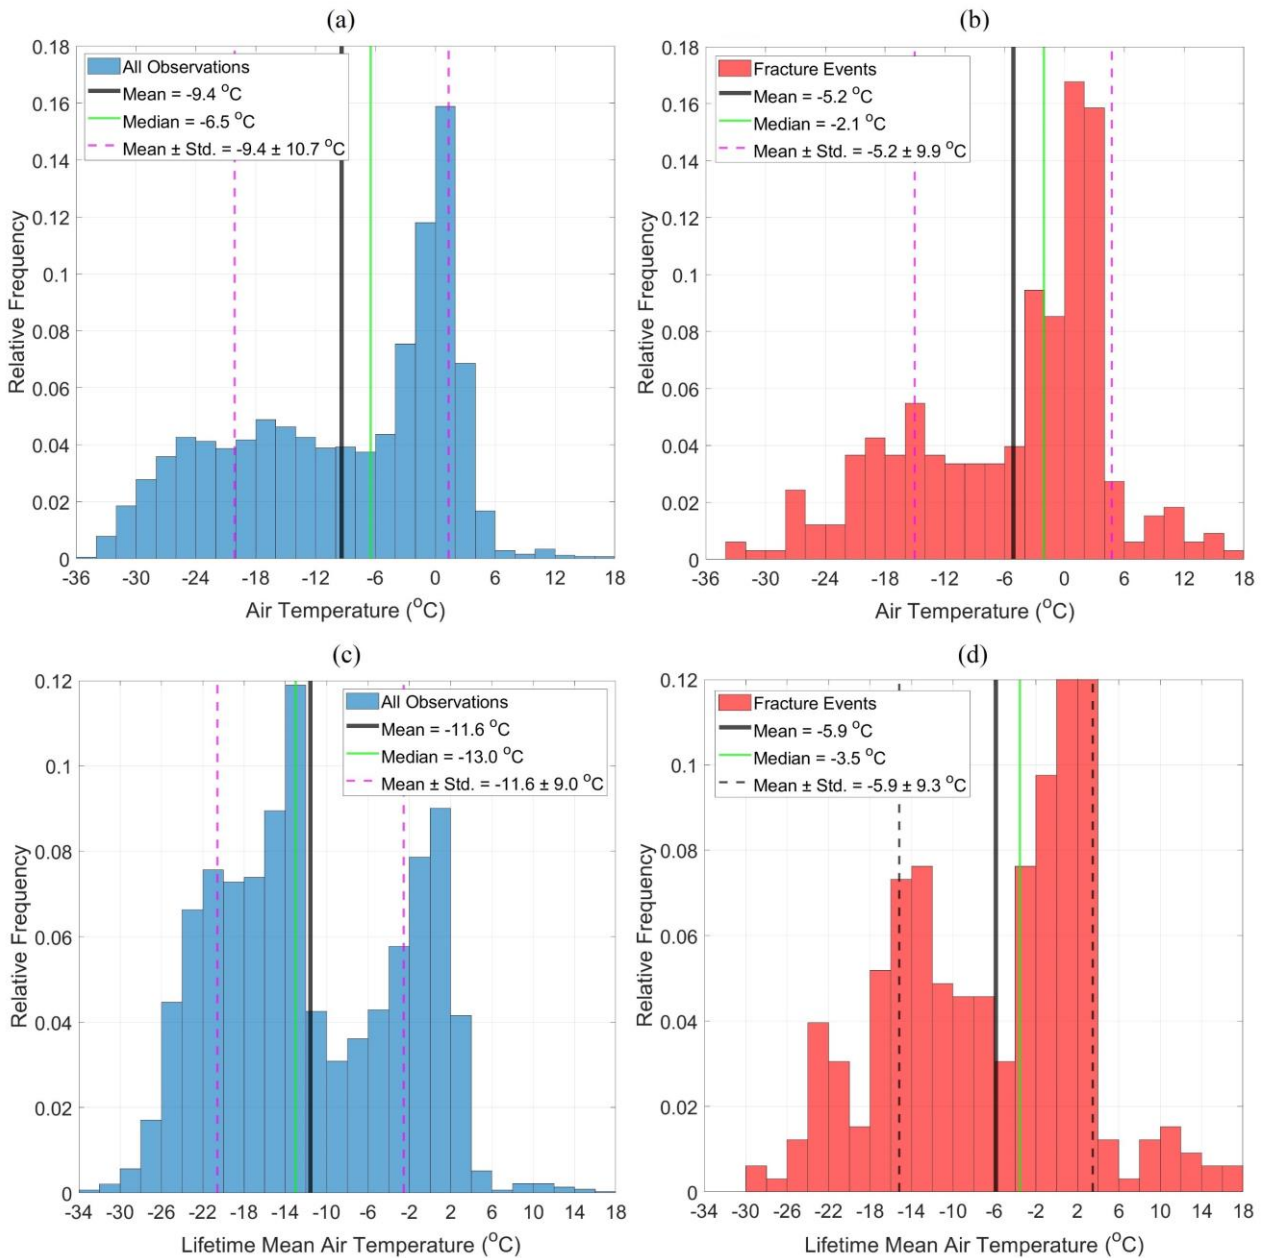 (a)
0.18
0.16
0.14
0.12
0.1
0.08
0.06
0.04
0.02
0
Relative Frequency
All Observations
Mean = -9.4 °C
Median = -6.5 °C
Mean ± Std. = -9.4 ± 10.7 °C
-36 -30 -24 -18 -12 -6 0 6 12 18
Air Temperature (°C)
(b)
0.18
0.16
0.14
0.12
0.1
0.08
0.06
0.04
0.02
0
Relative Frequency
Fracture Events
Mean = -5.2 °C
Median = -2.1 °C
Mean ± Std. = -5.2 ± 9.9 °C
-36 -30 -24 -18 -12 -6 0 6 12 18
Air Temperature (°C)
(c)
0.12
0.1
0.08
0.06
0.04
0.02
0
Relative Frequency
All Observations
Mean = -11.6 °C
Median = -13.0 °C
Mean ± Std. = -11.6 ± 9.0 °C
-34 -30 -26 -22 -18 -14 -10 -6 -2 2 6 10 14 18
Lifetime Mean Air Temperature (°C)
(d)
0.12
0.1
0.08
0.06
0.04
0.02
0
Relative Frequency
Fracture Events
Mean = -5.9 °C
Median = -3.5 °C
Mean ± Std. = -5.9 ± 9.3 °C
-34 -30 -26 -22 -18 -14 -10 -6 -2 2 6 10 14 18
Lifetime Mean Air Temperature (°C)